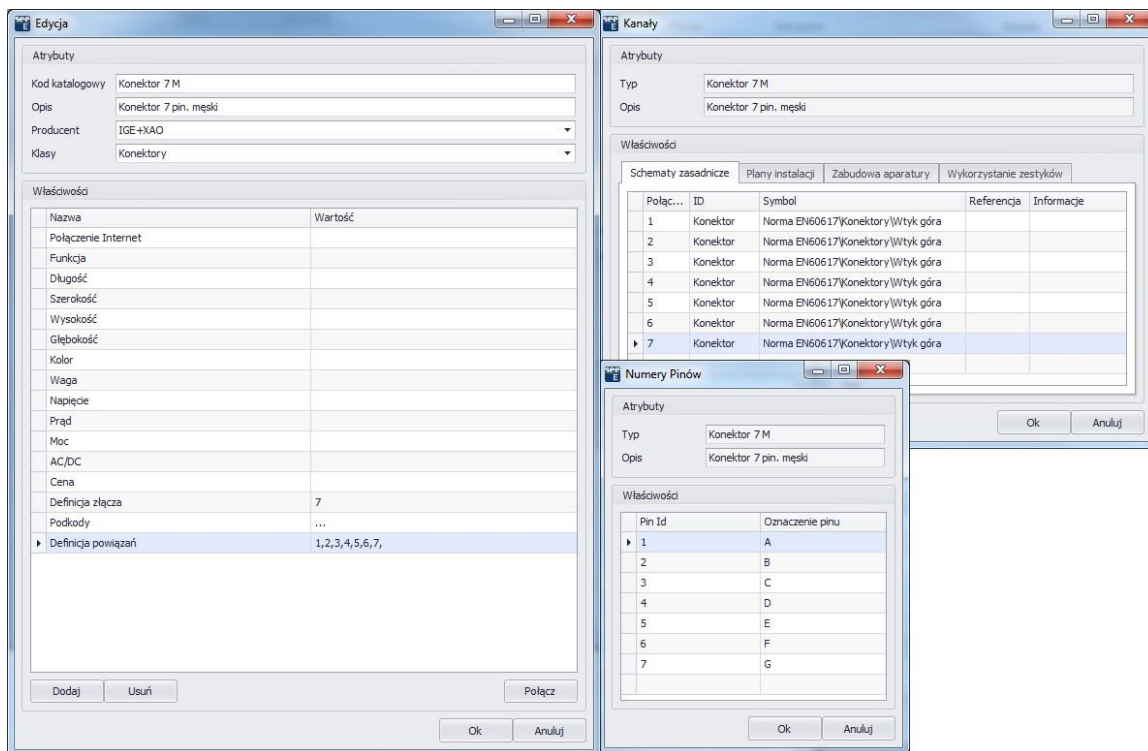 Edycja
Atrybuty
Kod katalogowy Konektor 7 M
Opis Konektor 7 pin. męski
Producent IGE+XAO
Klasy Konektory
Właściwości
Nazwa Wartość
Połączenie Internet
Funkcja
Długość
Szerokość
Wysokość
Głębokość
Kolor
Waga
Napięcie
Prąd
Moc
AC/DC
Cena
Definicja złącza 7
Podkody ...
Definicja powiązań 1,2,3,4,5,6,7,
Dodaj Usuń Połącz
Ok Anuluj
Kanały
Atrybuty
Typ Konektor 7 M
Opis Konektor 7 pin. męski
Właściwości
Schematy zasadnicze Plany instalacji Zabudowa aparatury Wykorzystanie zestyków
Połąc... ID Symbol Referencja Informacje
1 Konektor Norma EN60617\Konektory\Wtyk góra
2 Konektor Norma EN60617\Konektory\Wtyk góra
3 Konektor Norma EN60617\Konektory\Wtyk góra
4 Konektor Norma EN60617\Konektory\Wtyk góra
5 Konektor Norma EN60617\Konektory\Wtyk góra
6 Konektor Norma EN60617\Konektory\Wtyk góra
7 Konektor Norma EN60617\Konektory\Wtyk góra
Ok Anuluj
Numery Pinów
Atrybuty
Typ Konektor 7 M
Opis Konektor 7 pin. męski
Właściwości
Pin Id Oznaczenie pinu
1 A
2 B
3 C
4 D
5 E
6 F
7 G
Ok Anuluj